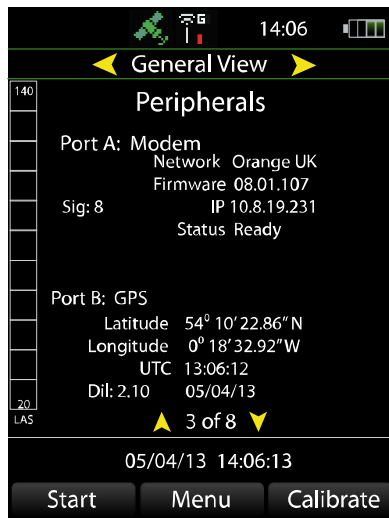 G
14:06
General View
140
Peripherals
Port A: Modem
Network Orange UK
Firmware 08.01.107
Sig: 8 IP 10.8.19.231
Status Ready
Port B: GPS
Latitude 54⁰ 10' 22.86" N
Longitude 0⁰ 18' 32.92" W
UTC 13:06:12
Dil: 2.10 05/04/13
20
LAS
3 of 8
05/04/13 14:06:13
Start Menu Calibrate